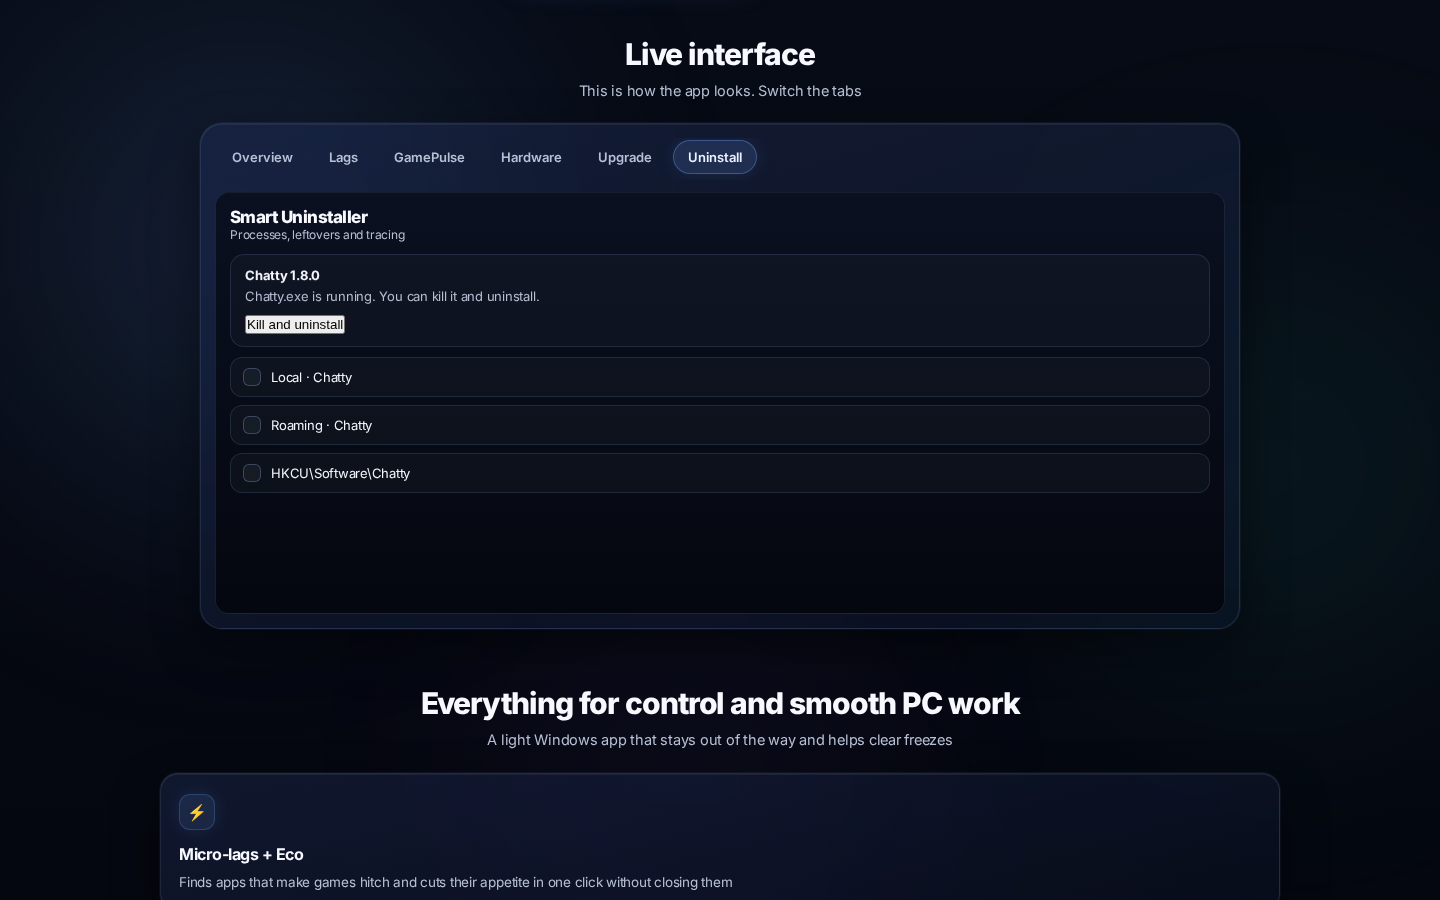 Live interface
This is how the app looks. Switch the tabs
Overview Lags GamePulse Hardware Upgrade Uninstall
Smart Uninstaller
Processes, leftovers and tracing
Chatty 1.8.0
Chatty.exe is running. You can kill it and uninstall.
Kill and uninstall
Local · Chatty
Roaming · Chatty
HKCU\Software\Chatty
Everything for control and smooth PC work
A light Windows app that stays out of the way and helps clear freezes
Micro-lags + Eco
Finds apps that make games hitch and cuts their appetite in one click without closing them